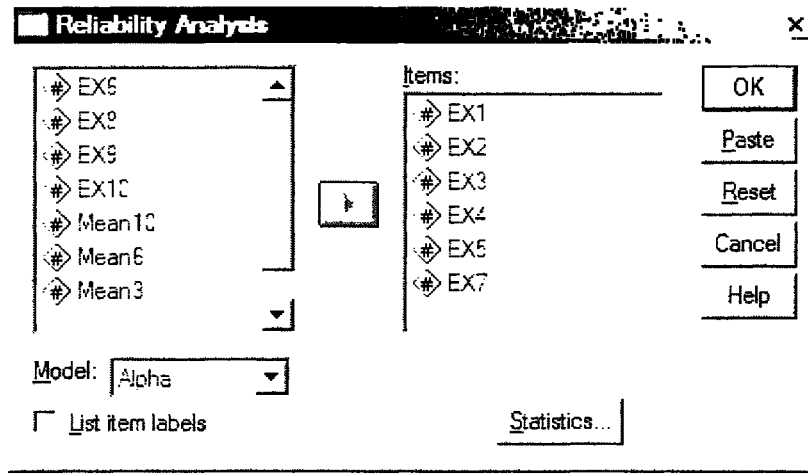 Reliability Analysis
EX6
EX8
EX9
EX10
Mean10
Mean6
Mean3
Items:
EX1
EX2
EX3
EX4
EX5
EX7
OK
Paste
Reset
Cancel
Help
Model: Alpha
List item labels
Statistics...